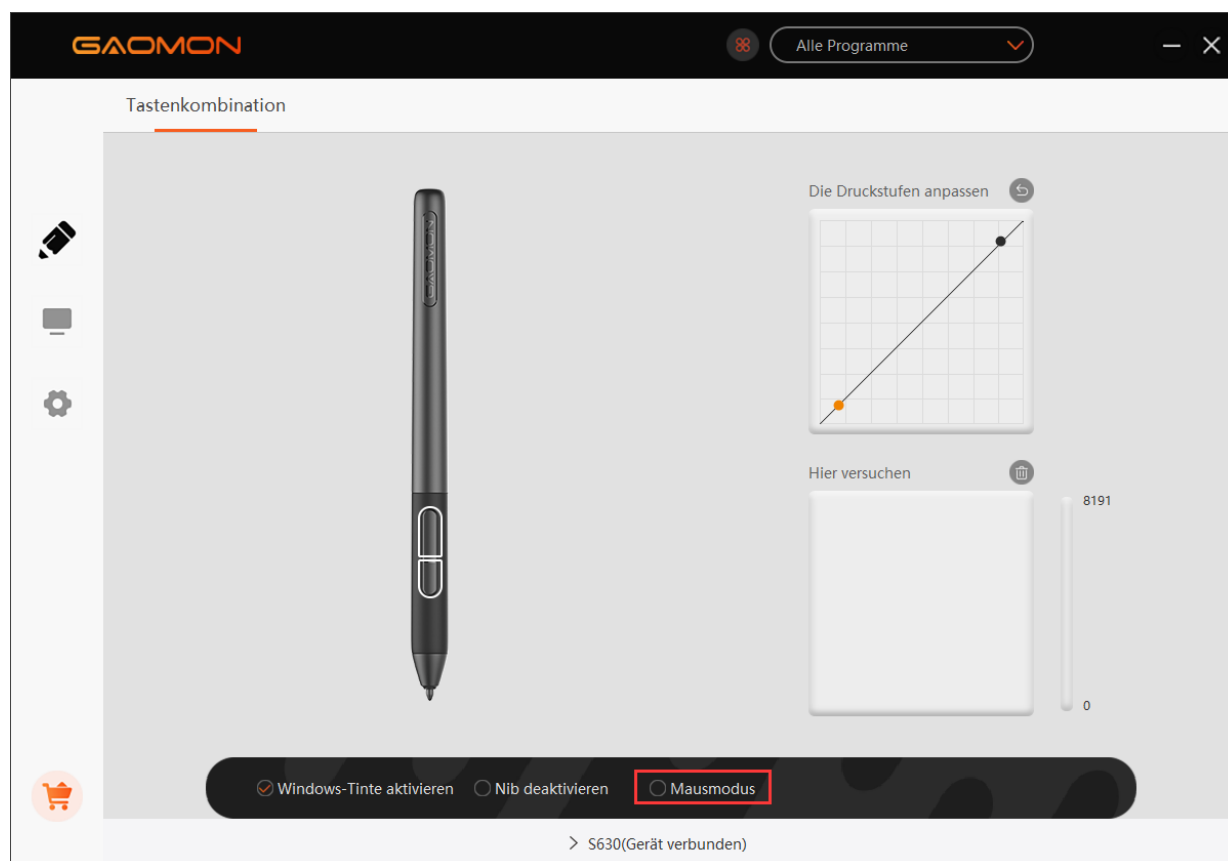 GAOMON
Alle Programme
Tastenkombination
Die Druckstufen anpassen
GAOMON
Hier versuchen
8191
0
Windows-Tinte aktivieren
Nib deaktivieren
Mausmodus
S630(Gerät verbunden)